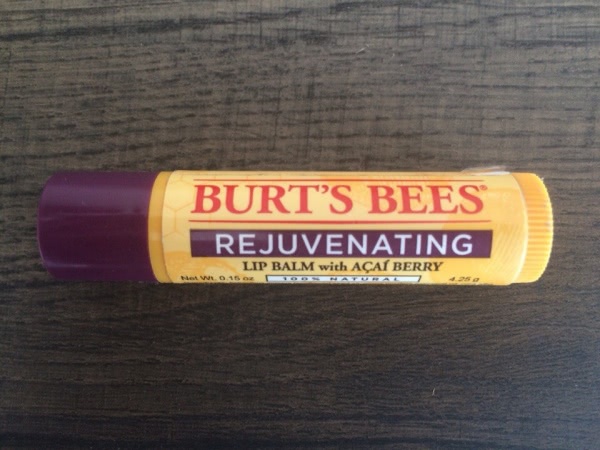 BURT'S BEES®
REJUVENATING
LIP BALM with AÇAÍ BERRY
Net Wt. 0.15 oz 100% NATURAL 4.25 g